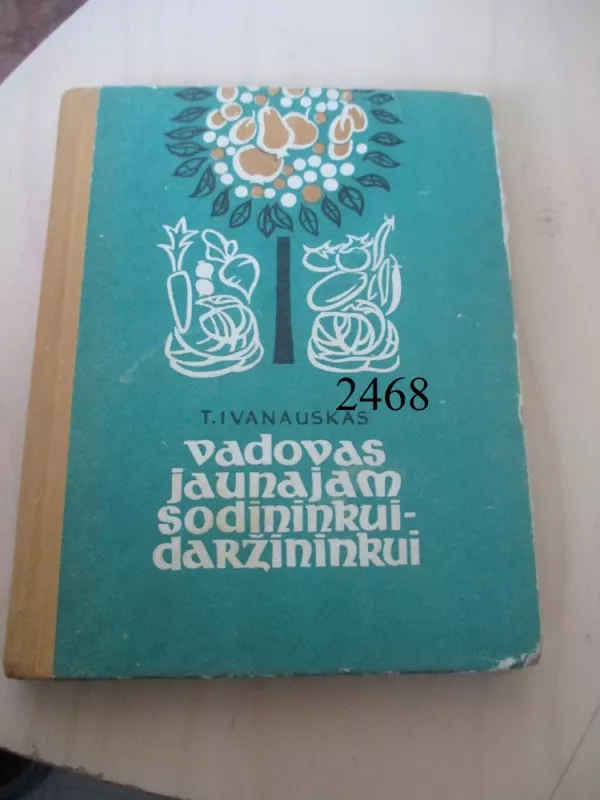 2468
T. IVANAUSKAS
vadovas
jaunajam
sodininkui-
daržininkui